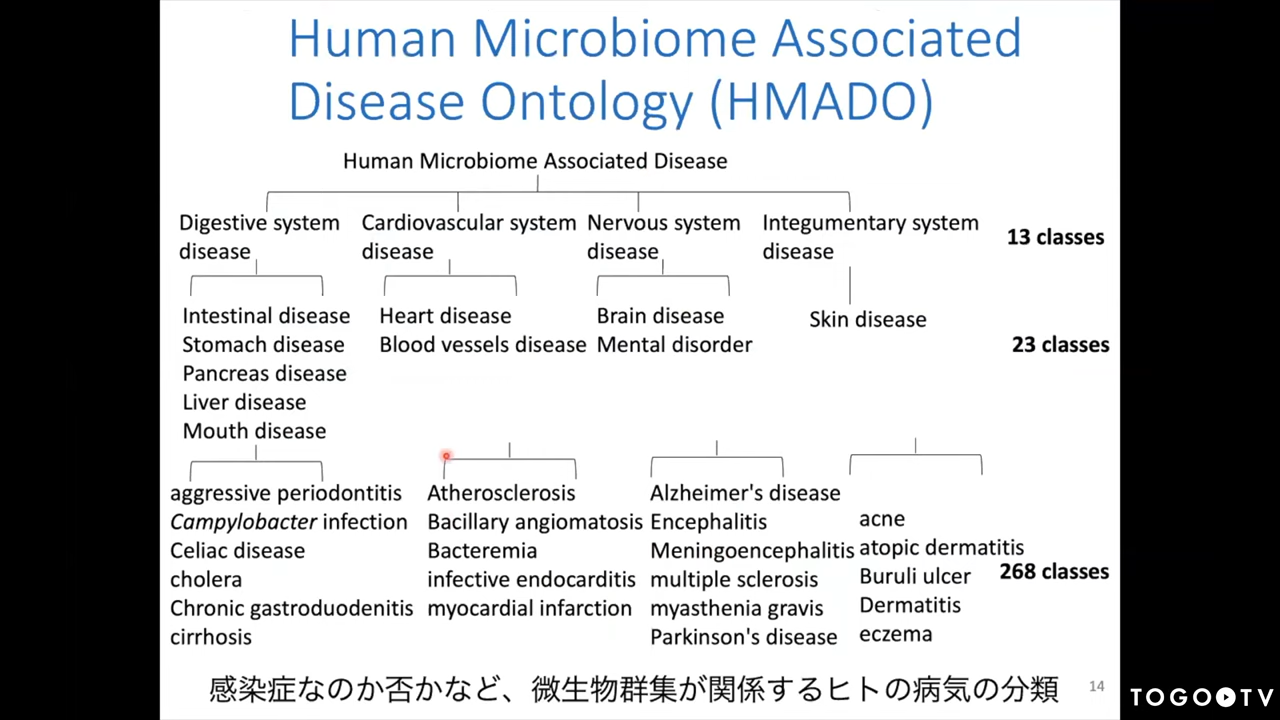 Human Microbiome Associated
Disease Ontology (HMADO)
Human Microbiome Associated Disease
Digestive system
disease
Cardiovascular system
disease
Nervous system
disease
Integumentary system
disease
13 classes
Intestinal disease
Stomach disease
Pancreas disease
Liver disease
Mouth disease
Heart disease
Blood vessels disease
Brain disease
Mental disorder
Skin disease
23 classes
aggressive periodontitis
Campylobacter infection
Celiac disease
cholera
Chronic gastroduodenitis
cirrhosis
Atherosclerosis
Bacillary angiomatosis
Bacteremia
infective endocarditis
myocardial infarction
Alzheimer's disease
Encephalitis
Meningoencephalitis
multiple sclerosis
myasthenia gravis
Parkinson's disease
acne
atopic dermatitis
Buruli ulcer
Dermatitis
eczema
268 classes
感染症なのか否かなど、微生物群集が関係するヒトの病気の分類
14
TOGO TV